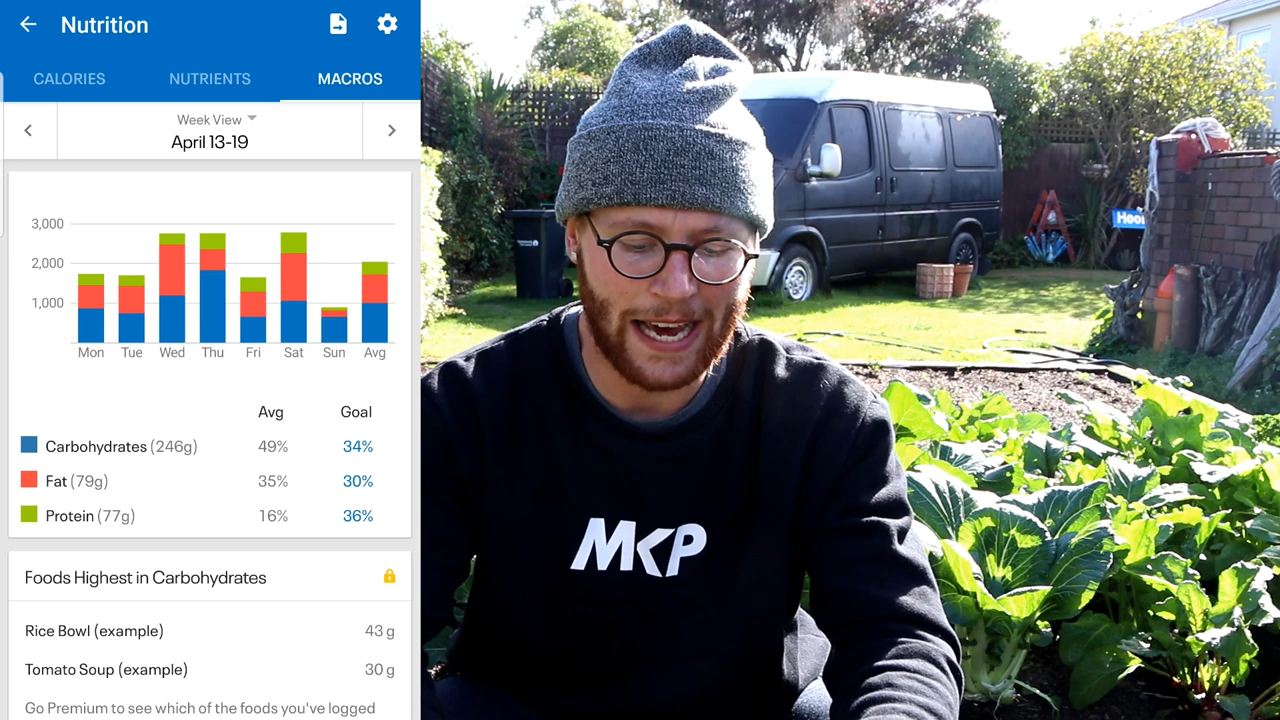 Nutrition
CALORIES NUTRIENTS MACROS
Week View
April 13-19
3,000
2,000
1,000
Mon Tue Wed Thu Fri Sat Sun Avg
Avg Goal
Carbohydrates (246g) 49% 34%
Fat (79g) 35% 30%
Protein (77g) 16% 36%
Foods Highest in Carbohydrates
Rice Bowl (example) 43 g
Tomato Soup (example) 30 g
Go Premium to see which of the foods you've logged
MKP